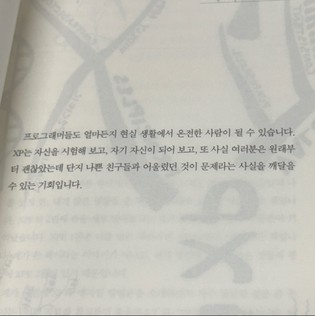 프로그래머들도 얼마든지 현실 생활에서 온전한 사람이 될 수 있습니다.
XP는 자신을 시험해 보고, 자기 자신이 되어 보고, 또 사실 여러분은 원래부
터 괜찮았는데 단지 나쁜 친구들과 어울렸던 것이 문제라는 사실을 깨달을
수 있는 기회입니다.